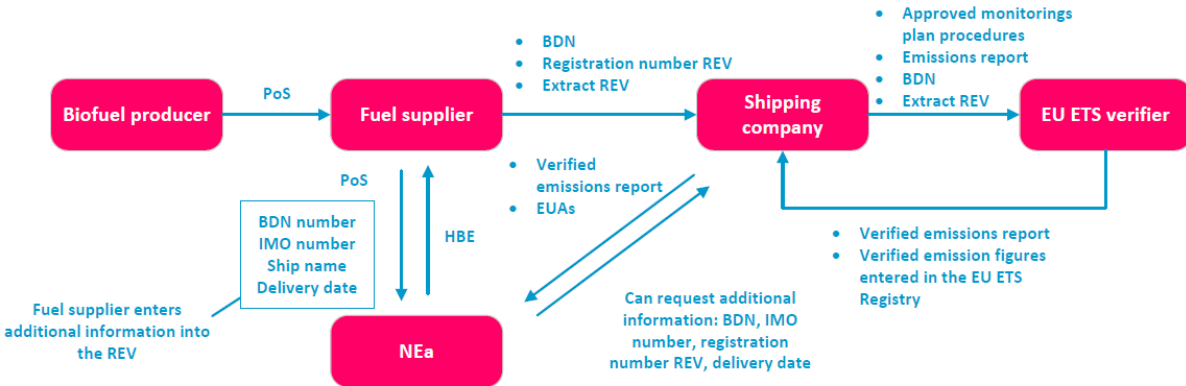 • Approved monitorings
plan procedures
• Emissions report
• BDN
• Extract REV
• BDN
• Registration number REV
• Extract REV
Biofuel producer
PoS
Fuel supplier
Shipping
company
EU ETS verifier
• Verified
emissions report
• EUAs
PoS
HBE
BDN number
IMO number
Ship name
Delivery date
• Verified emissions report
• Verified emission figures
entered in the EU ETS
Registry
Fuel supplier enters
additional information into
the REV
NEa
Can request additional
information: BDN, IMO
number, registration
number REV, delivery date